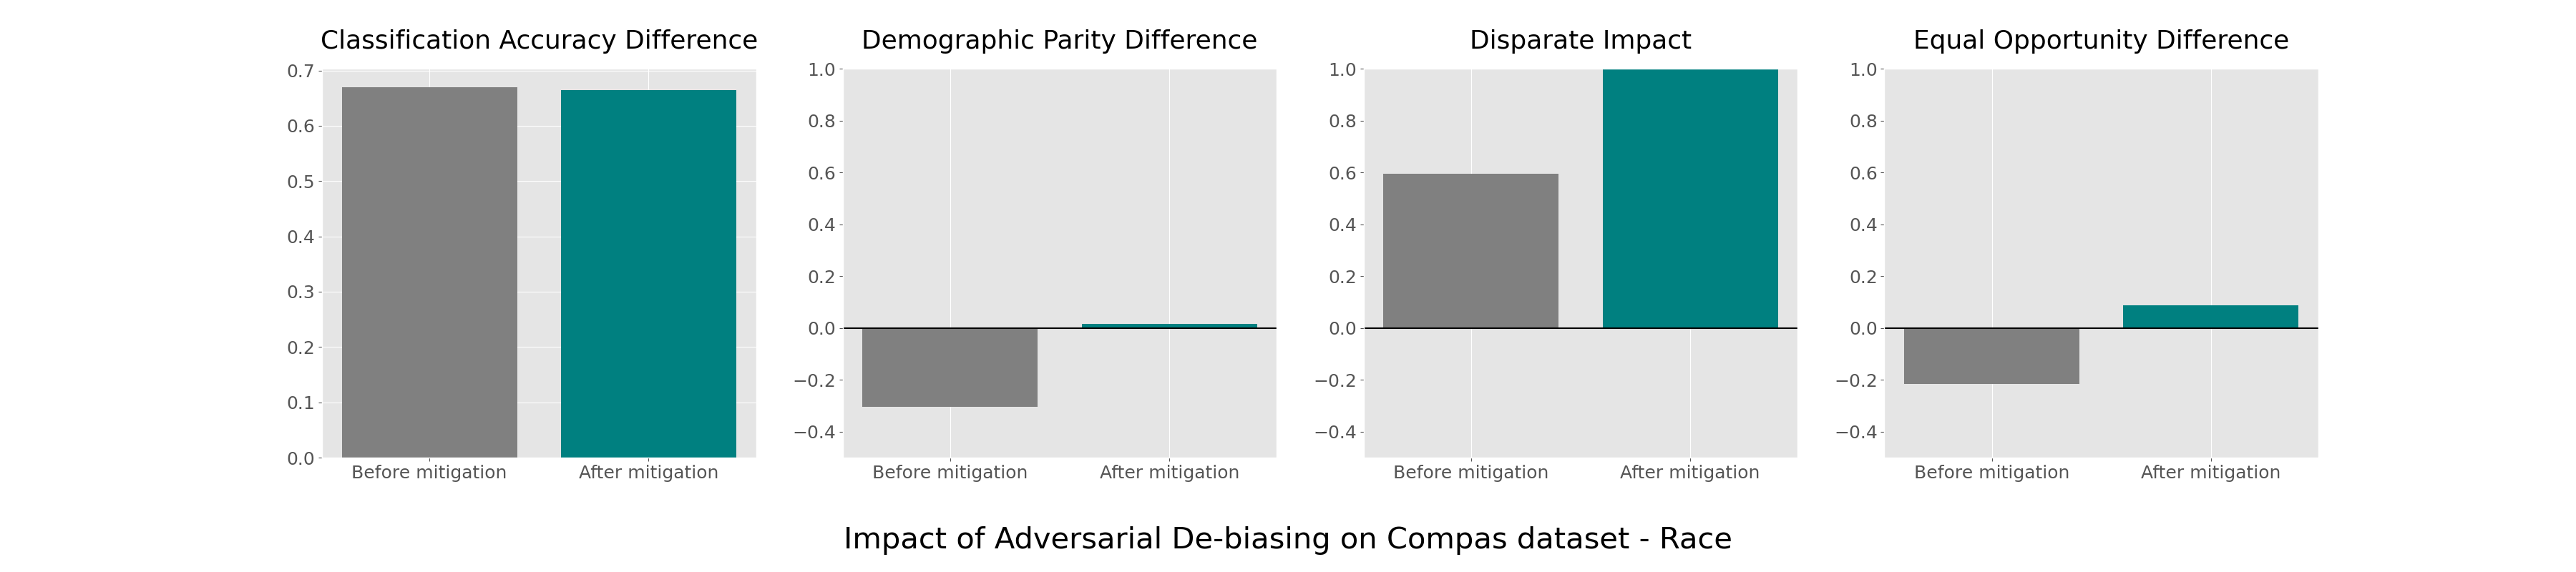 Classification Accuracy Difference
0.7
0.6
0.5
0.4
0.3
0.2
0.1
0.0
Before mitigation
After mitigation
Demographic Parity Difference
1.0
0.8
0.6
0.4
0.2
0.0
−0.2
−0.4
Before mitigation
After mitigation
Disparate Impact
1.0
0.8
0.6
0.4
0.2
0.0
−0.2
−0.4
Before mitigation
After mitigation
Equal Opportunity Difference
1.0
0.8
0.6
0.4
0.2
0.0
−0.2
−0.4
Before mitigation
After mitigation
Impact of Adversarial De-biasing on Compas dataset - Race